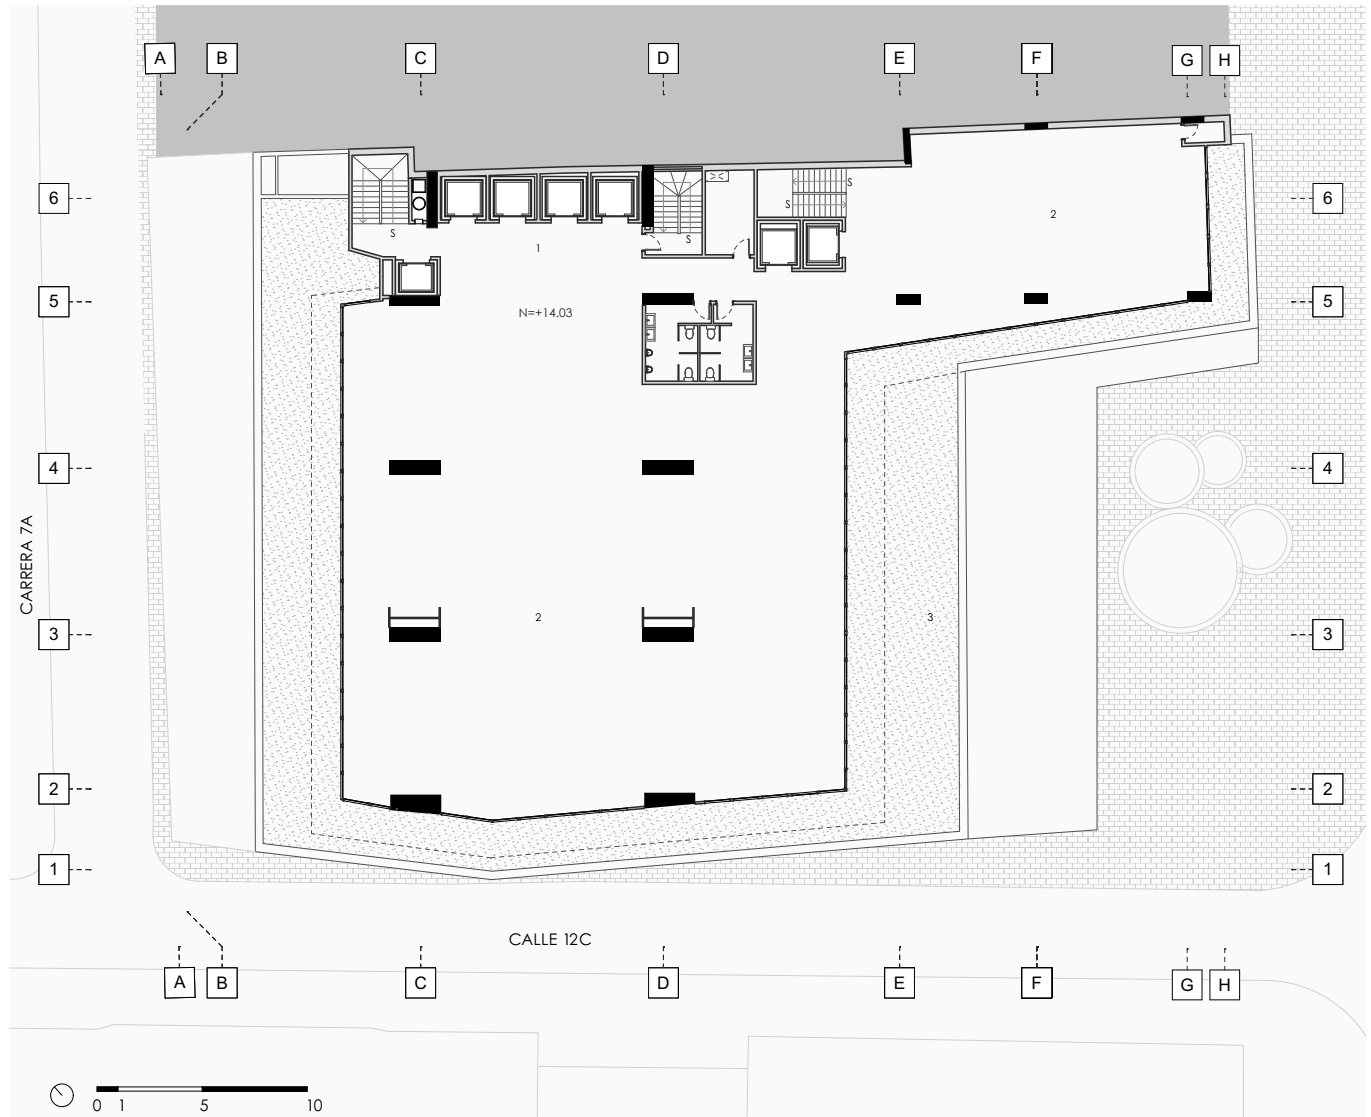 A B C D E F G H
6 6
S S
S
2
S
1
S
5 5
N=+14.03
4 4
CARRERA 7A
3 3
2
3
2 2
1 1
CALLE 12C
A B C D E F G H
0 1 5 10